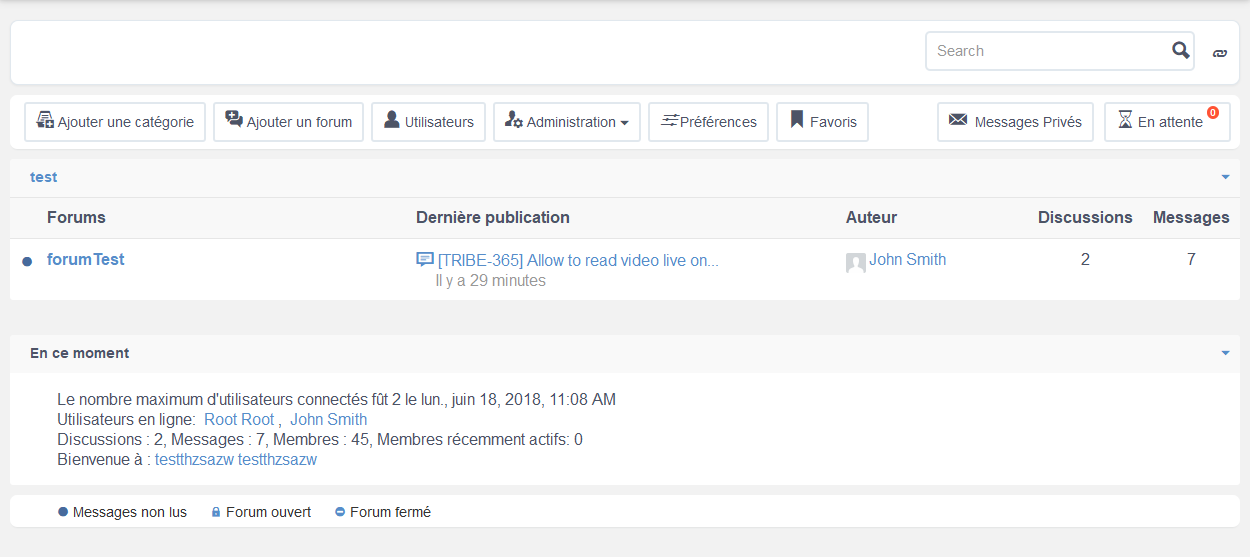 Search
Ajouter une catégorie Ajouter un forum Utilisateurs Administration Préférences Favoris Messages Privés En attente 0
test
Forums Dernière publication Auteur Discussions Messages
forumTest [TRIBE-365] Allow to read video live on... John Smith 2 7
Il y a 29 minutes
En ce moment
Le nombre maximum d'utilisateurs connectés fût 2 le lun., juin 18, 2018, 11:08 AM
Utilisateurs en ligne: Root Root , John Smith
Discussions : 2, Messages : 7, Membres : 45, Membres récemment actifs: 0
Bienvenue à : testthzsazw testthzsazw
Messages non lus Forum ouvert Forum fermé